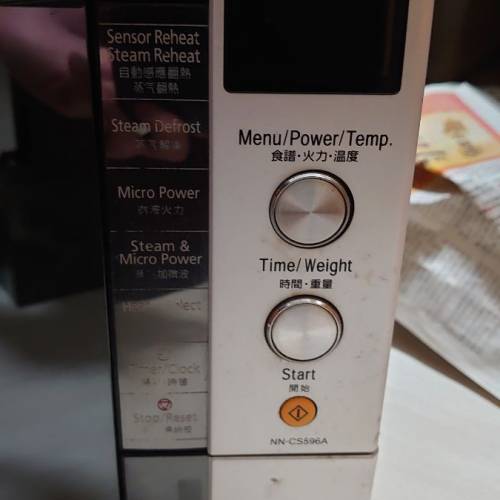 Sensor Reheat
Steam Reheat
自動感應翻熱
蒸气翻熱
Steam Defrost
Micro Power
Steam &
Micro Power
Timer/Clock
Stop/Reset
Menu/Power/Temp.
食譜·火力·溫度
Time/Weight
時間·重量
Start
開始
NN-CS596A